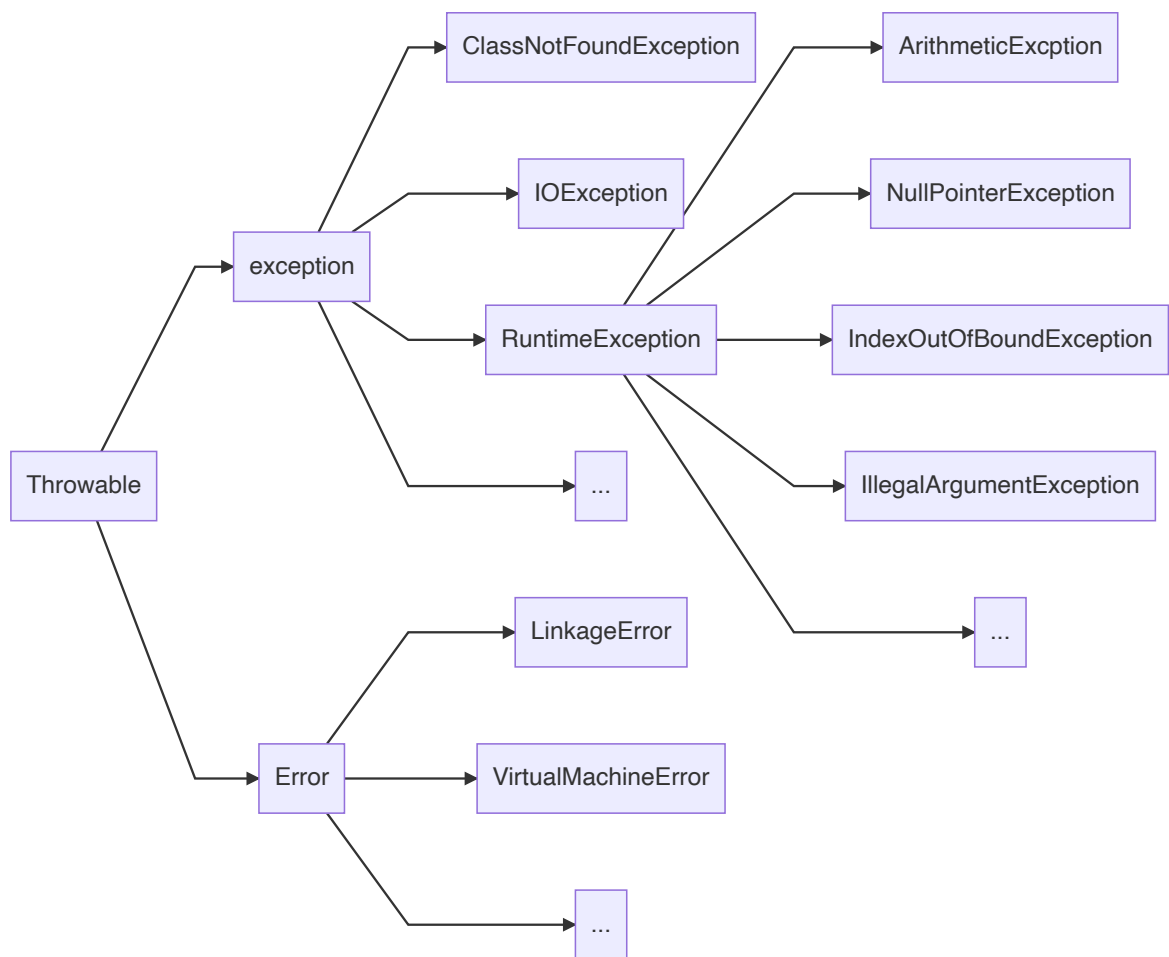 ClassNotFoundException
ArithmeticExcption
IOException
NullPointerException
exception
RuntimeException
IndexOutOfBoundException
Throwable
...
IllegalArgumentException
LinkageError
...
Error
VirtualMachineError
...